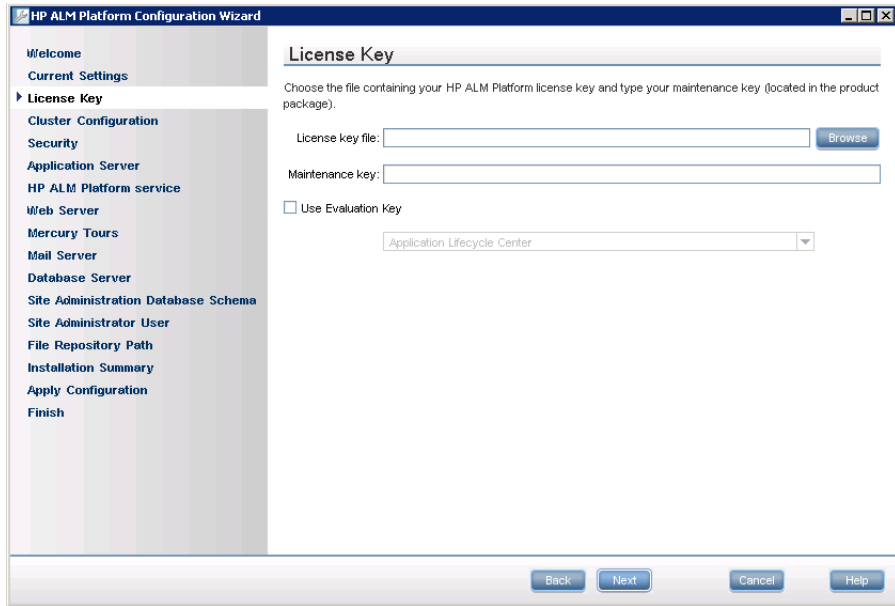 HP ALM Platform Configuration Wizard
Welcome
Current Settings
License Key
Cluster Configuration
Security
Application Server
HP ALM Platform service
Web Server
Mercury Tours
Mail Server
Database Server
Site Administration Database Schema
Site Administrator User
File Repository Path
Installation Summary
Apply Configuration
Finish
License Key
Choose the file containing your HP ALM Platform license key and type your maintenance key (located in the product
package).
License key file:
Browse
Maintenance key:
Use Evaluation Key
Application Lifecycle Center
Back
Next
Cancel
Help